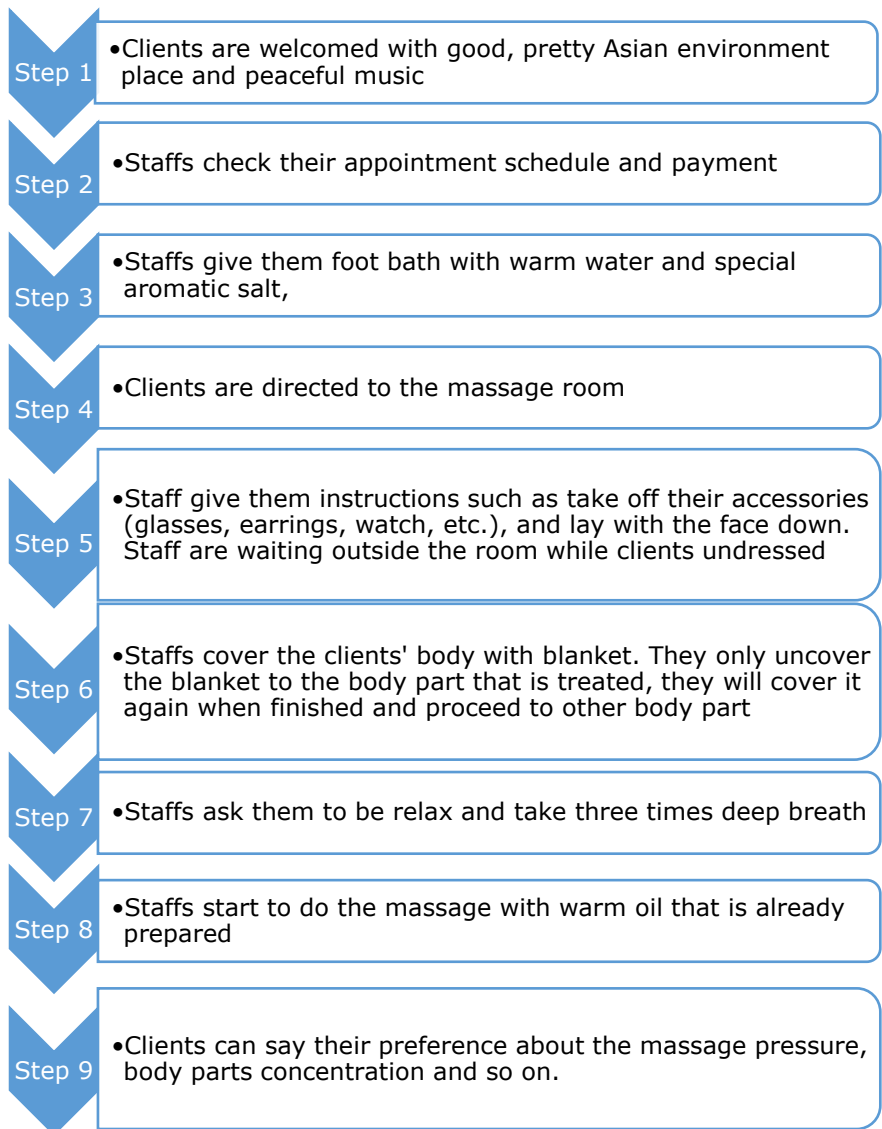 Step 1
•Clients are welcomed with good, pretty Asian environment
place and peaceful music
Step 2
•Staffs check their appointment schedule and payment
Step 3
•Staffs give them foot bath with warm water and special
aromatic salt,
Step 4
•Clients are directed to the massage room
Step 5
•Staff give them instructions such as take off their accessories
(glasses, earrings, watch, etc.), and lay with the face down.
Staff are waiting outside the room while clients undressed
Step 6
•Staffs cover the clients' body with blanket. They only uncover
the blanket to the body part that is treated, they will cover it
again when finished and proceed to other body part
Step 7
•Staffs ask them to be relax and take three times deep breath
Step 8
•Staffs start to do the massage with warm oil that is already
prepared
Step 9
•Clients can say their preference about the massage pressure,
body parts concentration and so on.